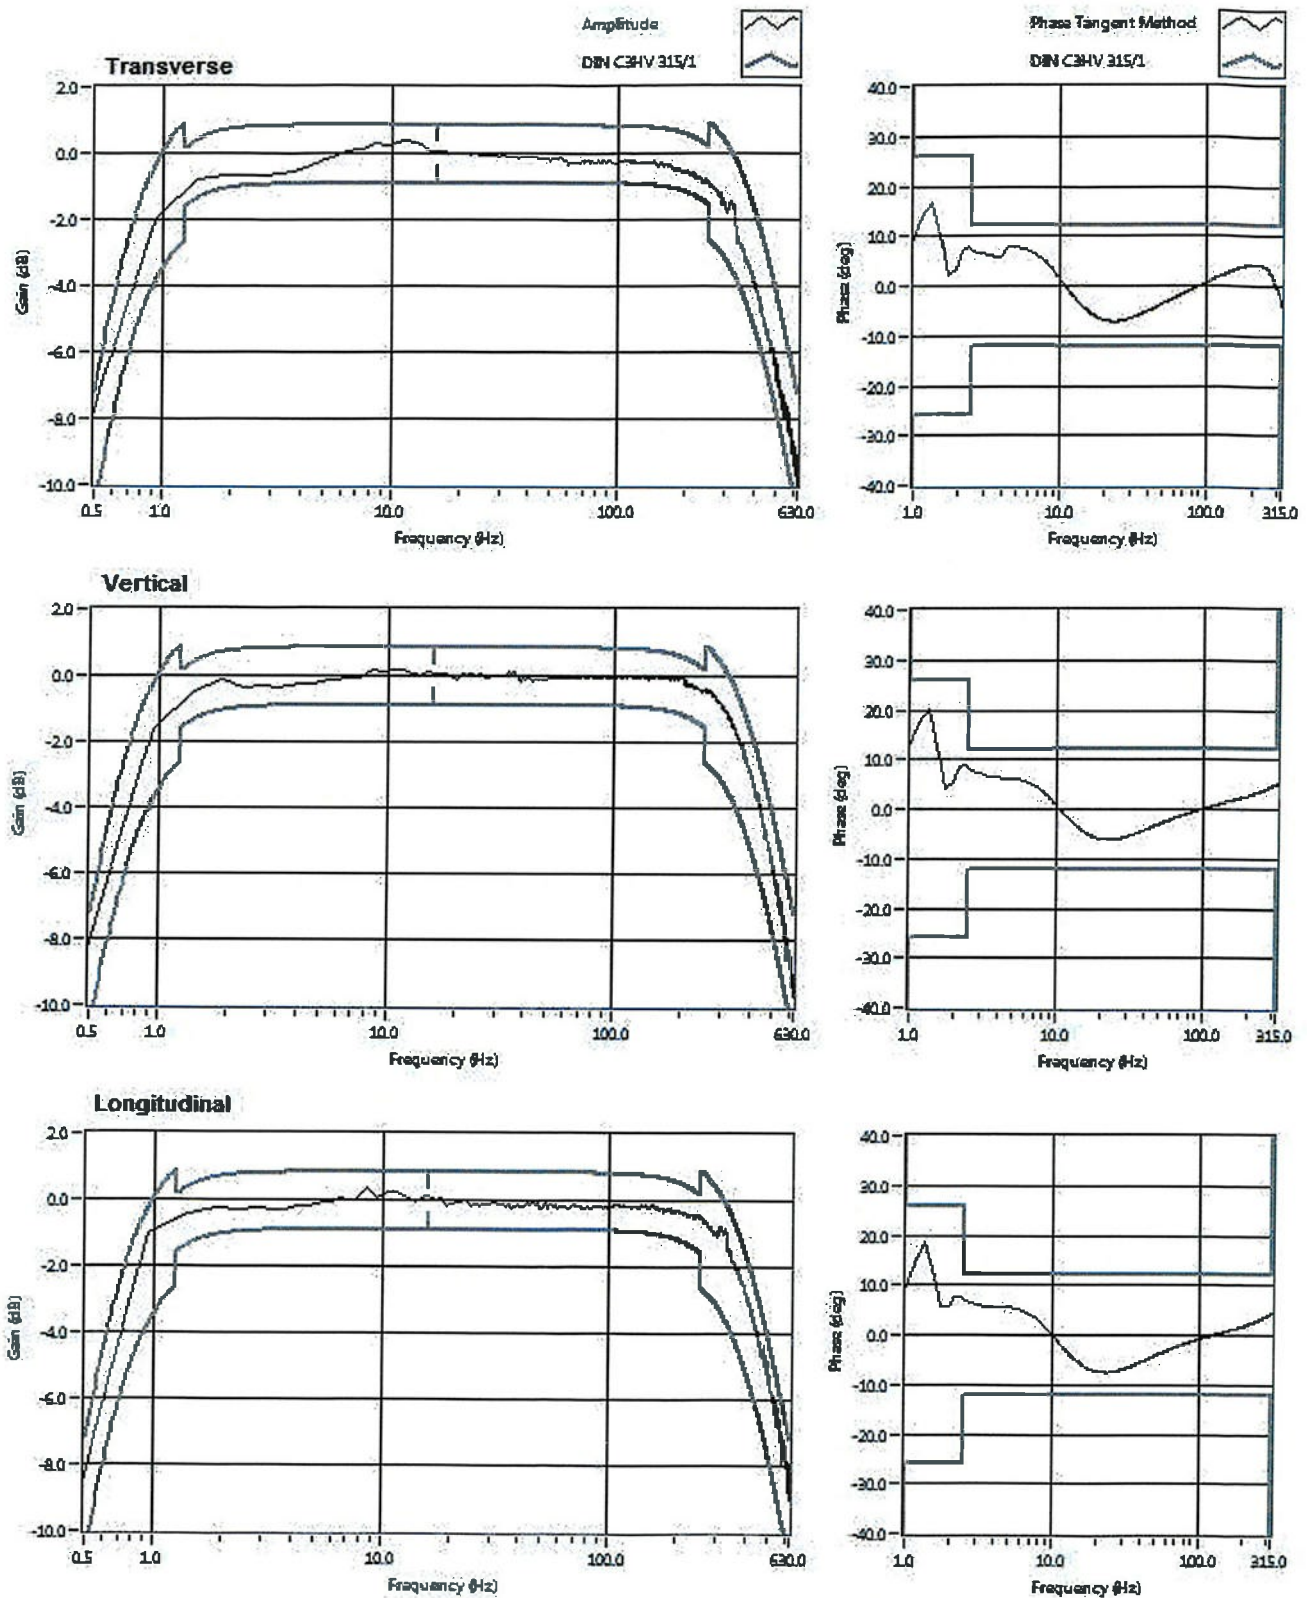 Amplitude
DIN C3HV 315/1
Phase Tangent Method
DIN C3HV 315/1
Transverse
2.0
0.0
-2.0
-4.0
-6.0
-8.0
-10.0
Gain (dB)
0.5 1.0 10.0 100.0 630.0
Frequency (Hz)
40.0
30.0
20.0
10.0
0.0
-10.0
-20.0
-30.0
-40.0
Phase (deg)
1.0 10.0 100.0 315.0
Frequency (Hz)
Vertical
2.0
0.0
-2.0
-4.0
-6.0
-8.0
-10.0
Gain (dB)
0.5 1.0 10.0 100.0 630.0
Frequency (Hz)
40.0
30.0
20.0
10.0
0.0
-10.0
-20.0
-30.0
-40.0
Phase (deg)
1.0 10.0 100.0 315.0
Frequency (Hz)
Longitudinal
2.0
0.0
-2.0
-4.0
-6.0
-8.0
-10.0
Gain (dB)
0.5 1.0 10.0 100.0 630.0
Frequency (Hz)
40.0
30.0
20.0
10.0
0.0
-10.0
-20.0
-30.0
-40.0
Phase (deg)
1.0 10.0 100.0 315.0
Frequency (Hz)